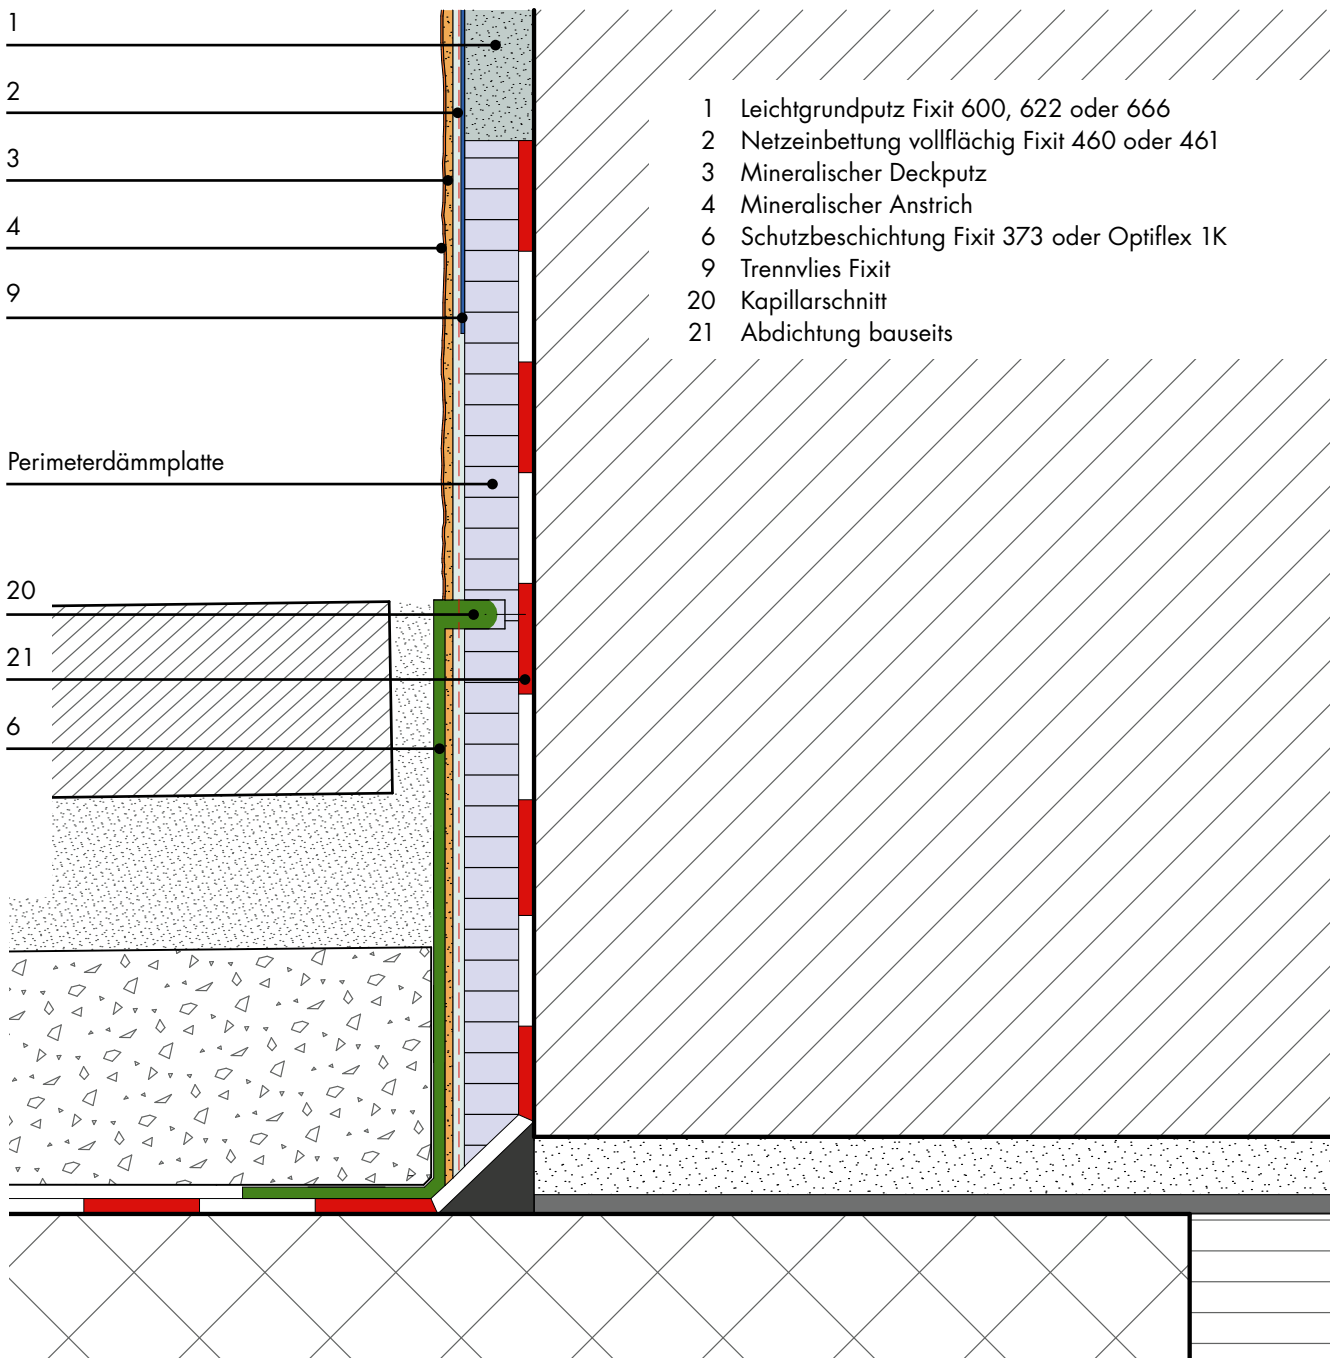 1
2
3
4
9
Perimeterdämmplatte
20
21
6
1 Leichtgrundputz Fixit 600, 622 oder 666
2 Netzeinbettung vollflächig Fixit 460 oder 461
3 Mineralischer Deckputz
4 Mineralischer Anstrich
6 Schutzbeschichtung Fixit 373 oder Optiflex 1K
9 Trennvlies Fixit
20 Kapillarschnitt
21 Abdichtung bauseits